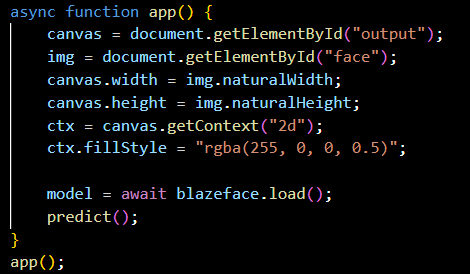 async function app() {
    canvas = document.getElementById("output");
    img = document.getElementById("face");
    canvas.width = img.naturalWidth;
    canvas.height = img.naturalHeight;
    ctx = canvas.getContext("2d");
    ctx.fillStyle = "rgba(255, 0, 0, 0.5)";

    model = await blazeface.load();
    predict();
}
app();